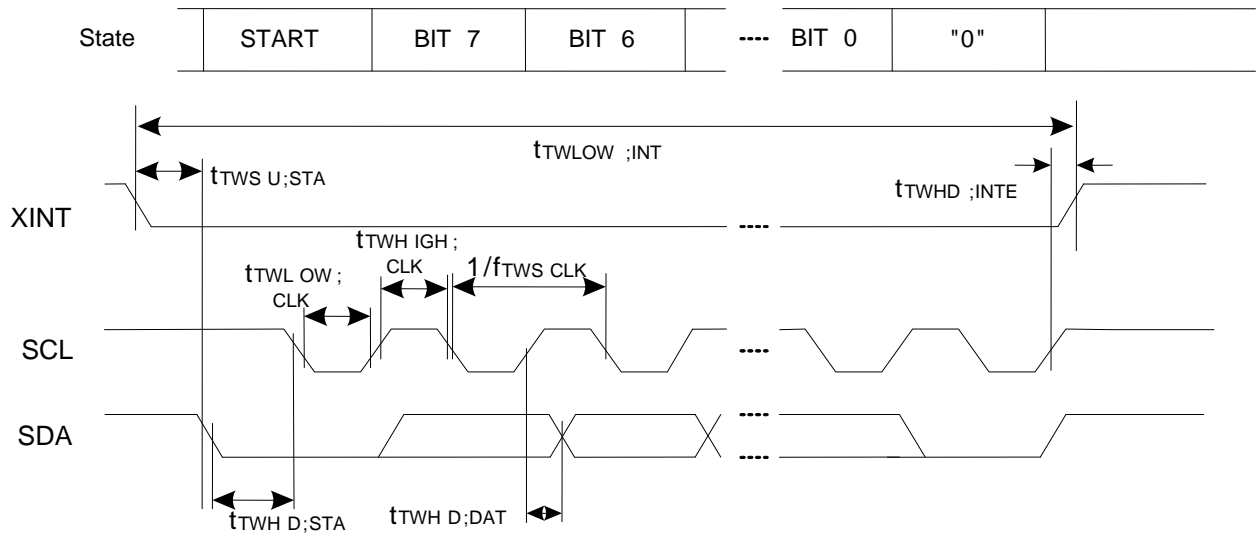 State START BIT 7 BIT 6 ---- BIT 0 "0"
tTWLOW ;INT
tTWS U;STA
tTWHD ;INTE
XINT ----
tTWH IGH ;
CLK
1/fTWS CLK
tTWL OW ;
CLK
SCL ----
SDA ----
----
tTWH D;STA
tTWH D;DAT